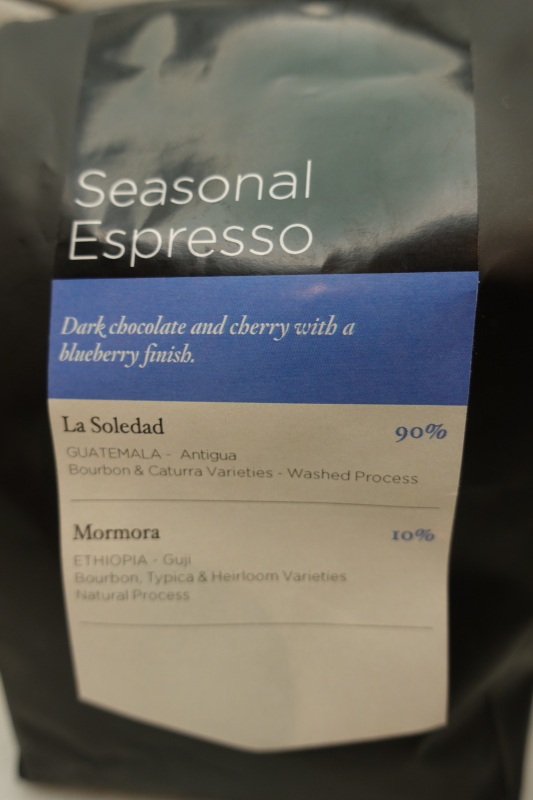 Seasonal
Espresso
Dark chocolate and cherry with a
blueberry finish.
La Soledad 90%
GUATEMALA - Antigua
Bourbon & Caturra Varieties - Washed Process
Mormora 10%
ETHIOPIA - Guji
Bourbon, Typica & Heirloom Varieties
Natural Process